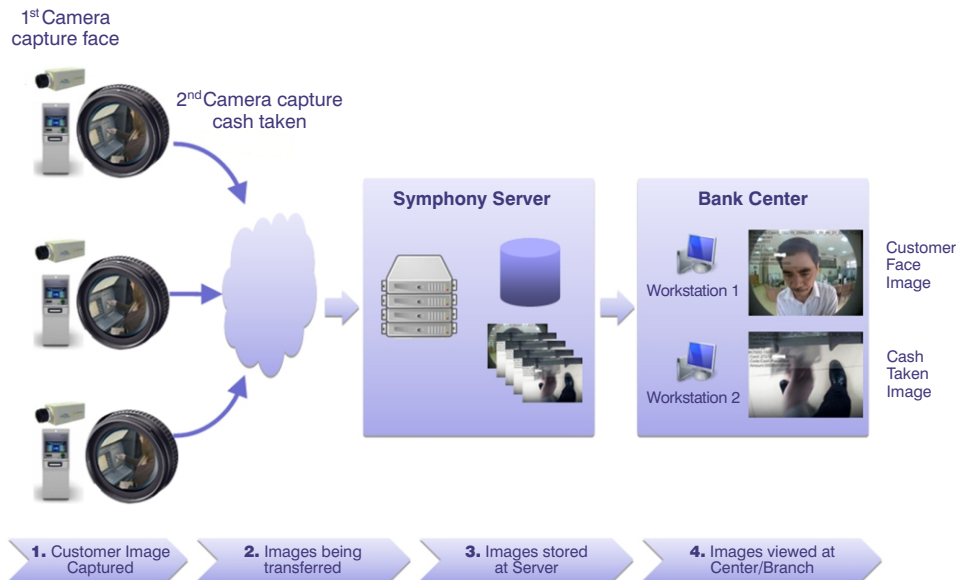 1st Camera
capture face
2nd Camera capture
cash taken
Symphony Server
Bank Center
Workstation 1
Customer
Face
Image
Workstation 2
Cash
Taken
Image
1. Customer Image
Captured
2. Images being
transferred
3. Images stored
at Server
4. Images viewed at
Center/Branch